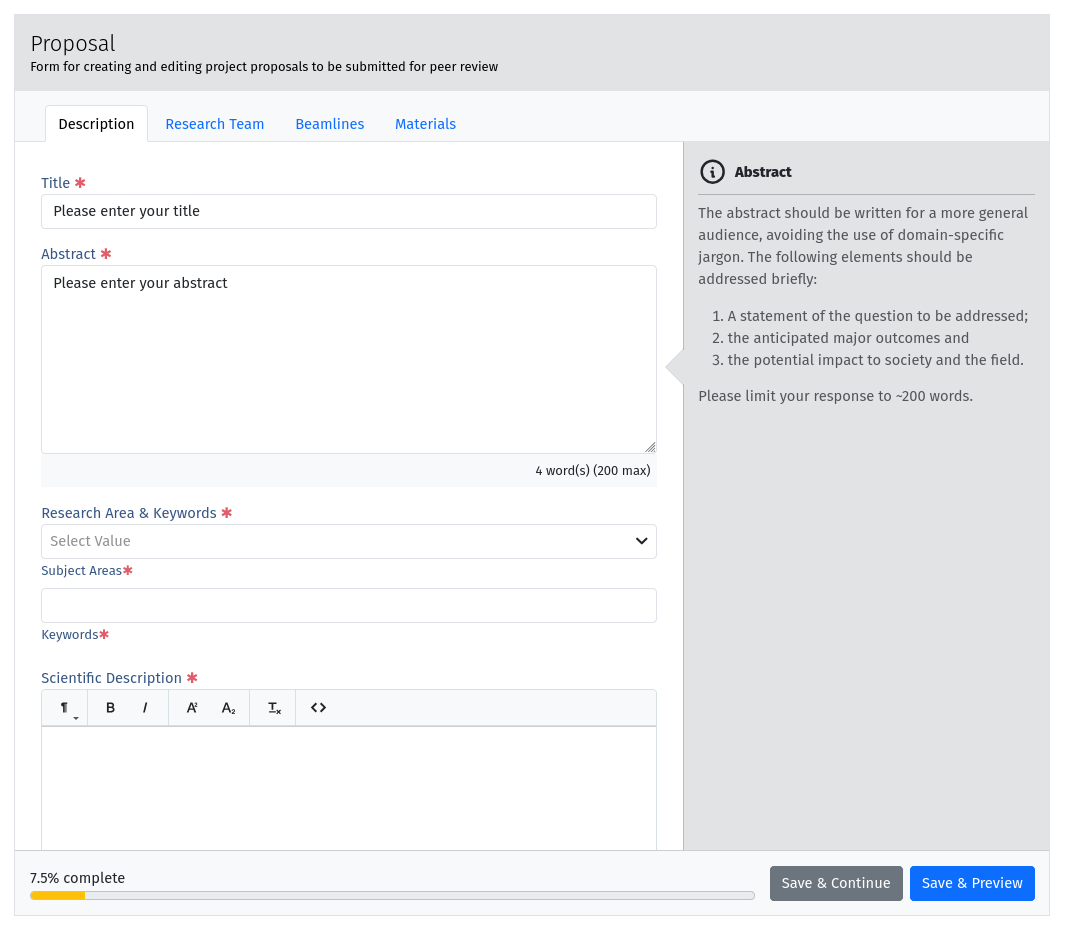 Proposal
Form for creating and editing project proposals to be submitted for peer review
Description Research Team Beamlines Materials
Title ✱
Please enter your title
Abstract ✱
Please enter your abstract
4 word(s) (200 max)
Research Area & Keywords ✱
Select Value
Subject Areas✱
Keywords✱
Scientific Description ✱
¶ B I A² A₂ Tx <>
Abstract
The abstract should be written for a more general
audience, avoiding the use of domain-specific
jargon. The following elements should be
addressed briefly:
1. A statement of the question to be addressed;
2. the anticipated major outcomes and
3. the potential impact to society and the field.
Please limit your response to ~200 words.
7.5% complete
Save & Continue Save & Preview